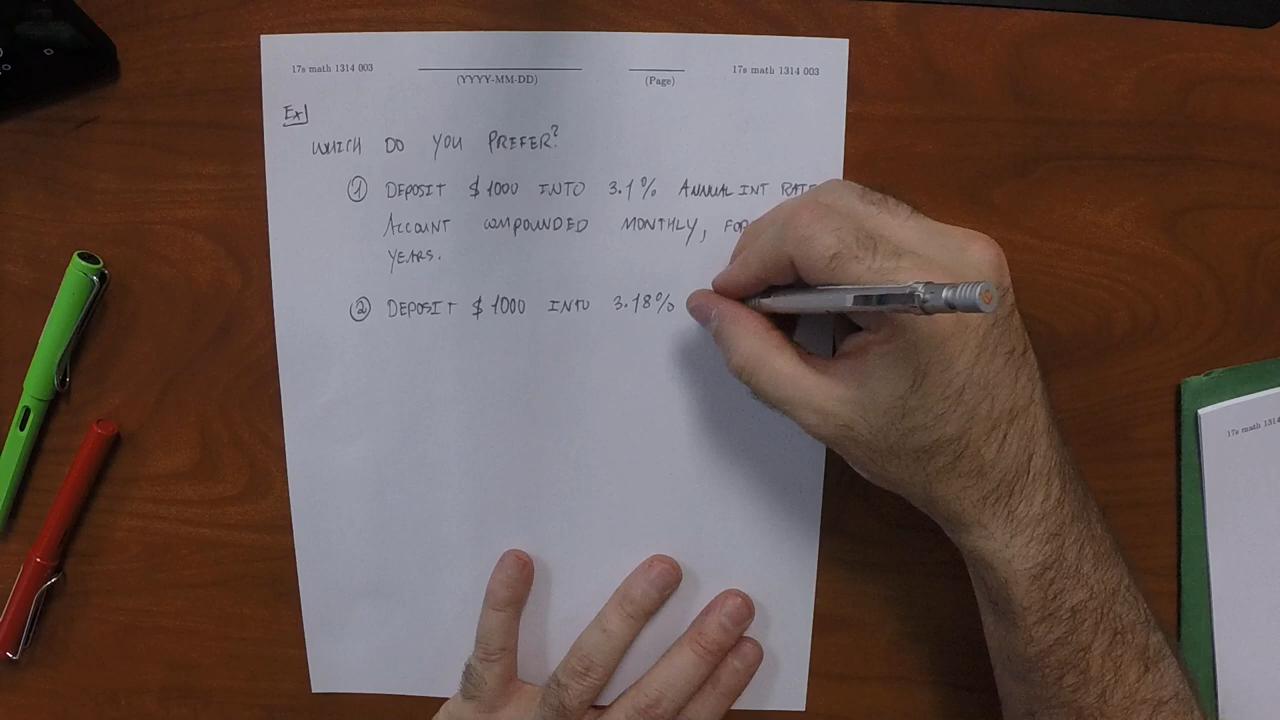 17s math 1314 003 (YYYY-MM-DD) (Page) 17s math 1314 003
Ex
WHICH DO YOU PREFER?
① DEPOSIT $1000 INTO 3.1% ANNUAL INT RATE
ACCOUNT COMPOUNDED MONTHLY, FOR
YEARS.
② DEPOSIT $1000 INTO 3.18%
17s math 1314